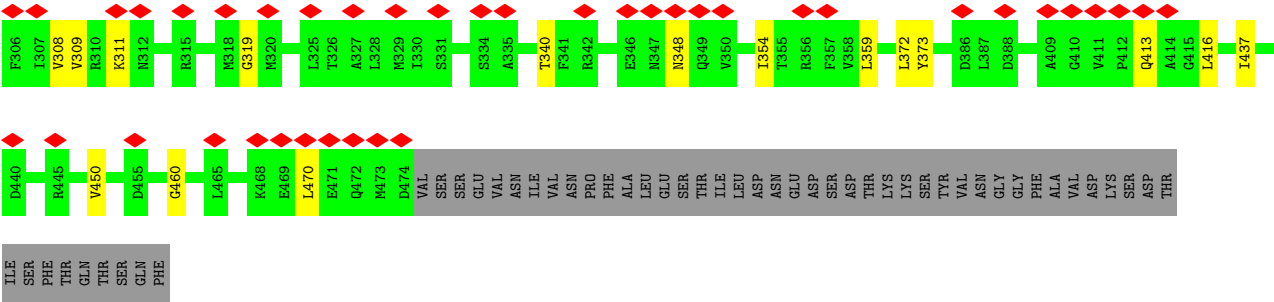 F306 I307 V308 V309 R310 K311 N312 R315 M318 G319 M320 L325 T326 A327 L328 M329 I330 S331 S334 A335 T340 F341 R342 E346 N347 N348 Q349 V350 I354 T355 R356 F357 V358 L359 L372 Y373 D386 L387 D388 A409 G410 V411 P412 Q413 A414 G415 L416 I437
D440 R445 V450 D455 G460 L465 K468 E469 L470 E471 Q472 M473 D474 VAL SER SER GLU VAL ASN ILE VAL ASN PRO PHE ALA LEU GLU SER THR ILE LEU ASP ASN GLU ASP SER ASP THR LYS LYS SER TYR VAL ASN GLY GLY PHE ALA VAL ASP LYS SER ASP THR
ILE SER PHE THR GLN THR SER GLN PHE